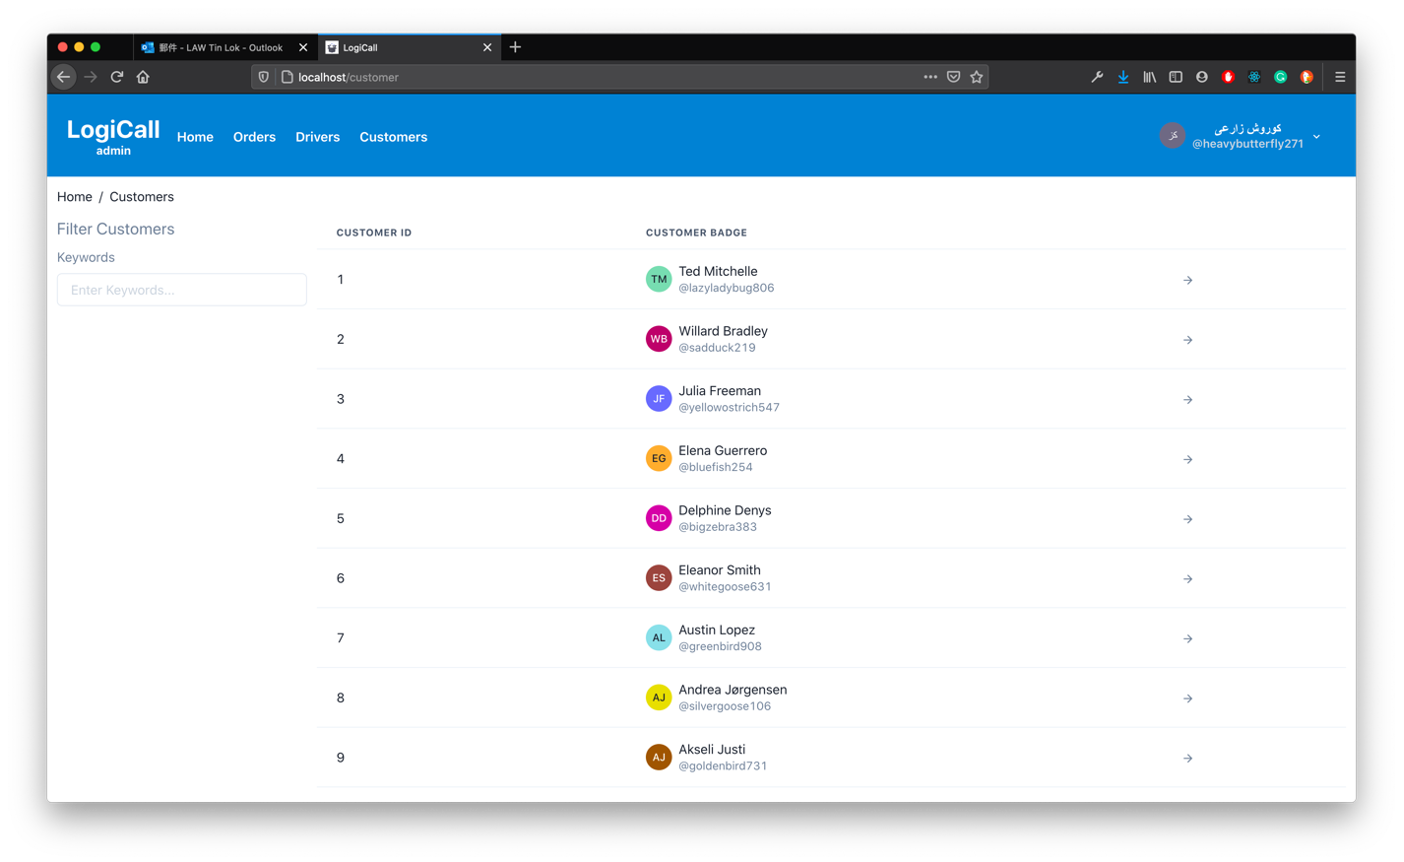 郵件 - LAW Tin Lok - Outlook
LogiCall
localhost/customer
LogiCall
admin
Home
Orders
Drivers
Customers
کز
کوروش زارعی
@heavybutterfly271
Home / Customers
Filter Customers
Keywords
Enter Keywords...
CUSTOMER ID
CUSTOMER BADGE
1
TM
Ted Mitchelle
@lazyladybug806
2
WB
Willard Bradley
@sadduck219
3
JF
Julia Freeman
@yellowostrich547
4
EG
Elena Guerrero
@bluefish254
5
DD
Delphine Denys
@bigzebra383
6
ES
Eleanor Smith
@whitegoose631
7
AL
Austin Lopez
@greenbird908
8
AJ
Andrea Jørgensen
@silvergoose106
9
AJ
Akseli Justi
@goldenbird731